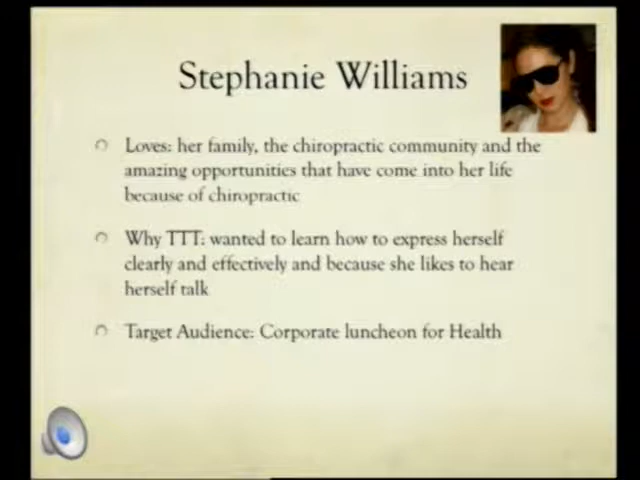 Stephanie Williams
Loves: her family, the chiropractic community and the
amazing opportunities that have come into her life
because of chiropractic
Why TTT: wanted to learn how to express herself
clearly and effectively and because she likes to hear
herself talk
Target Audience: Corporate luncheon for Health